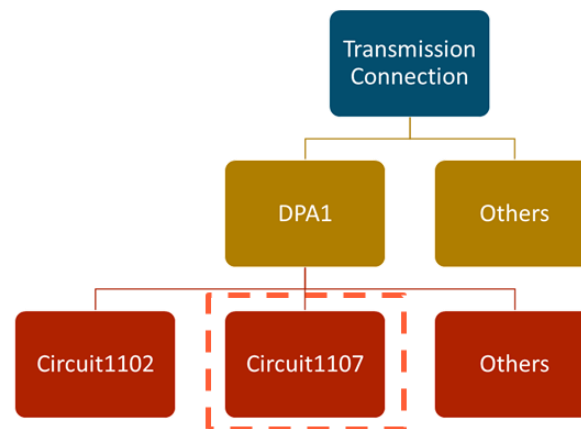 Transmission
Connection
DPA1
Others
Circuit1102
Circuit1107
Others